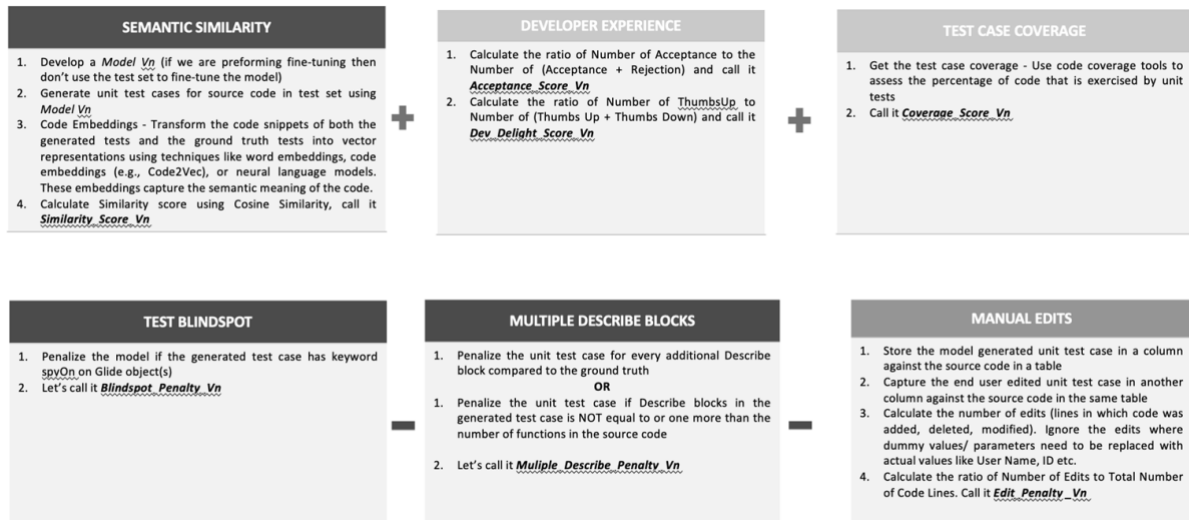 SEMANTIC SIMILARITY
1. Develop a Model Vn (if we are preforming fine-tuning then
don't use the test set to fine-tune the model)
2. Generate unit test cases for source code in test set using
Model Vn
3. Code Embeddings - Transform the code snippets of both the
generated tests and the ground truth tests into vector
representations using techniques like word embeddings, code
embeddings (e.g., Code2Vec), or neural language models.
These embeddings capture the semantic meaning of the code.
4. Calculate Similarity score using Cosine Similarity, call it
Similarity_Score_Vn
+
DEVELOPER EXPERIENCE
1. Calculate the ratio of Number of Acceptance to the
Number of (Acceptance + Rejection) and call it
Acceptance_Score_Vn
2. Calculate the ratio of Number of ThumbsUp to
Number of (Thumbs Up + Thumbs Down) and call it
Dev_Delight_Score_Vn
+
TEST CASE COVERAGE
1. Get the test case coverage - Use code coverage tools to
assess the percentage of code that is exercised by unit
tests
2. Call it Coverage_Score_Vn
TEST BLINDSPOT
1. Penalize the model if the generated test case has keyword
spyOn on Glide object(s)
2. Let's call it Blindspot_Penalty_Vn
-
MULTIPLE DESCRIBE BLOCKS
1. Penalize the unit test case for every additional Describe
block compared to the ground truth
OR
1. Penalize the unit test case if Describe blocks in the
generated test case is NOT equal to or one more than the
number of functions in the source code
2. Let's call it Muliple_Describe_Penalty_Vn
-
MANUAL EDITS
1. Store the model generated unit test case in a column
against the source code in a table
2. Capture the end user edited unit test case in another
column against the source code in the same table
3. Calculate the number of edits (lines in which code was
added, deleted, modified). Ignore the edits where
dummy values/ parameters need to be replaced with
actual values like User Name, ID etc.
4. Calculate the ratio of Number of Edits to Total Number
of Code Lines. Call it Edit_Penalty_Vn